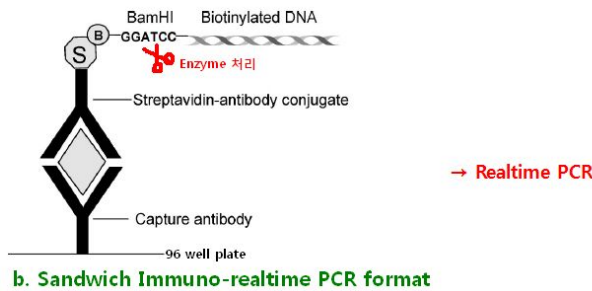 BamHI Biotinylated DNA
B GGATCC
S
Enzyme 처리
Streptavidin-antibody conjugate
→ Realtime PCR
Capture antibody
96 well plate
b. Sandwich Immuno-realtime PCR format